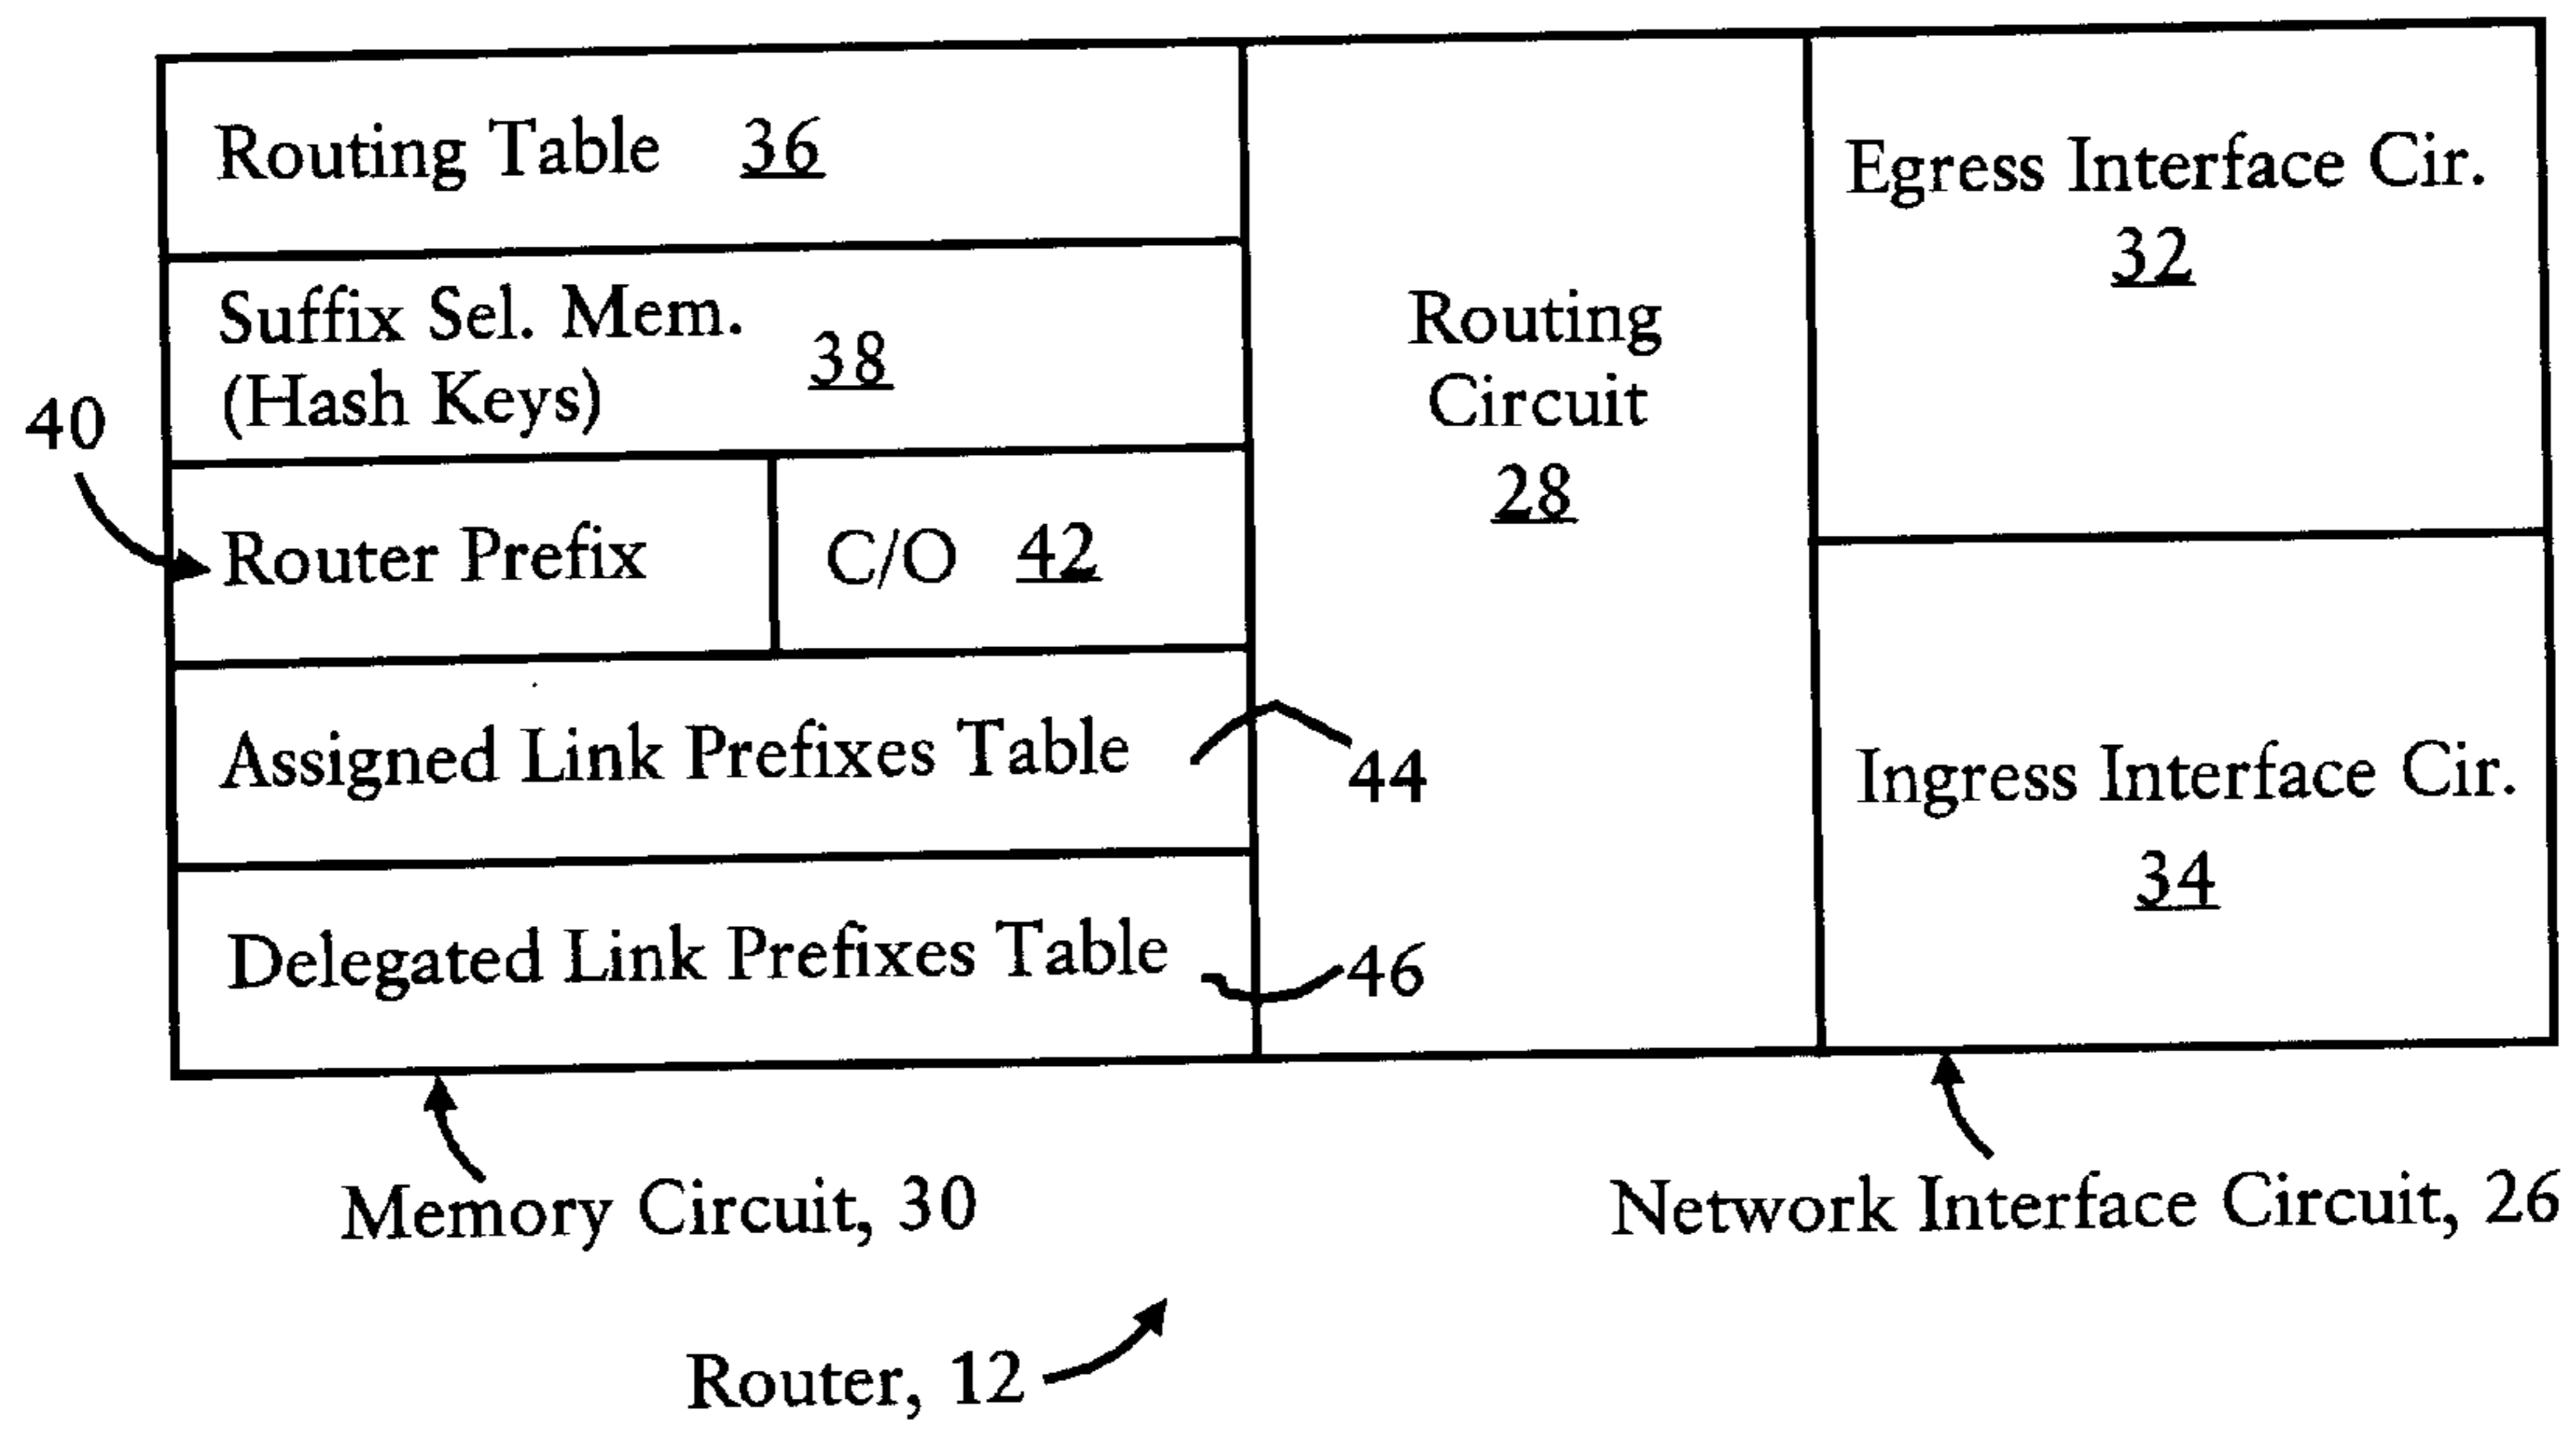 Routing Table 36
Suffix Sel. Mem.
(Hash Keys) 38
40
Router Prefix
C/O 42
Assigned Link Prefixes Table
44
Delegated Link Prefixes Table
46
Routing
Circuit
28
Egress Interface Cir.
32
Ingress Interface Cir.
34
Memory Circuit, 30
Network Interface Circuit, 26
Router, 12